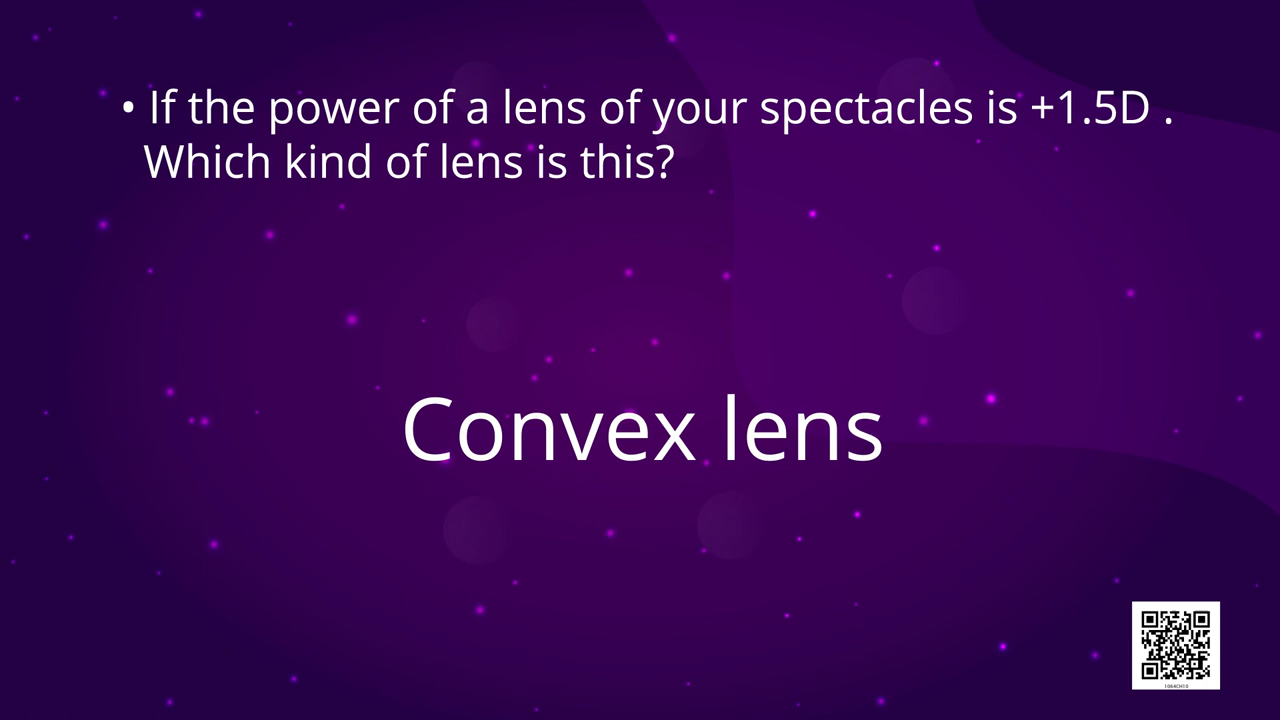 • If the power of a lens of your spectacles is +1.5D .
Which kind of lens is this?
Convex lens
1064CH10